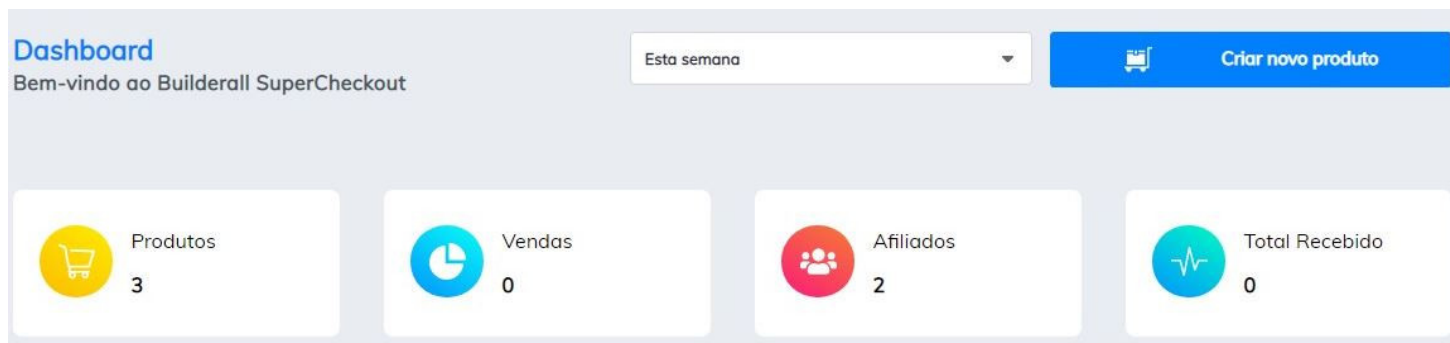 Dashboard
Bem-vindo ao Builderall SuperCheckout
Esta semana
Criar novo produto
Produtos
3
Vendas
0
Afiliados
2
Total Recebido
0